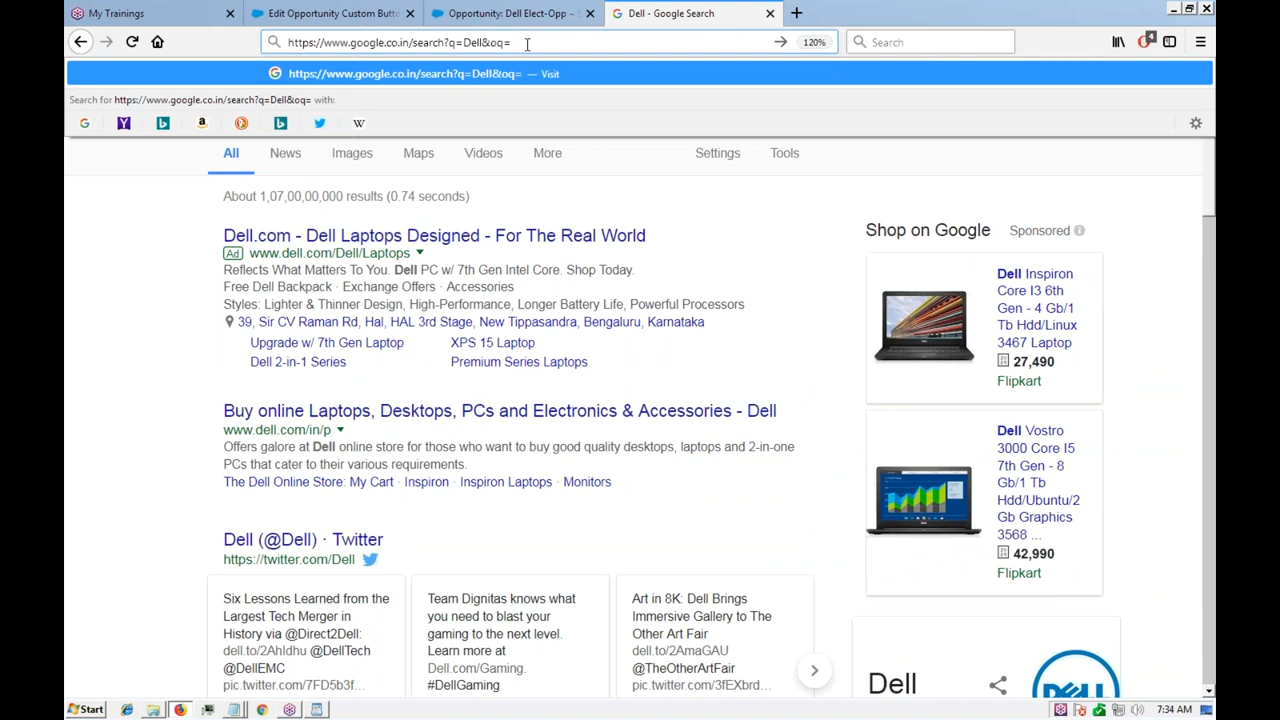 My Trainings
Edit Opportunity Custom Butto
Opportunity: Dell Elect-Opp ~
Dell - Google Search
https://www.google.co.in/search?q=Dell&oq=
120%
Search
4
https://www.google.co.in/search?q=Dell&oq= — Visit
Search for https://www.google.co.in/search?q=Dell&oq= with:
All
News
Images
Maps
Videos
More
Settings
Tools
About 1,07,00,00,000 results (0.74 seconds)
Dell.com - Dell Laptops Designed - For The Real World
Ad www.dell.com/Dell/Laptops
Reflects What Matters To You. Dell PC w/ 7th Gen Intel Core. Shop Today.
Free Dell Backpack · Exchange Offers · Accessories
Styles: Lighter & Thinner Design, High-Performance, Longer Battery Life, Powerful Processors
39, Sir CV Raman Rd, Hal, HAL 3rd Stage, New Tippasandra, Bengaluru, Karnataka
Upgrade w/ 7th Gen Laptop
XPS 15 Laptop
Dell 2-in-1 Series
Premium Series Laptops
Buy online Laptops, Desktops, PCs and Electronics & Accessories - Dell
www.dell.com/in/p
Offers galore at Dell online store for those who want to buy good quality desktops, laptops and 2-in-one
PCs that cater to their various requirements.
The Dell Online Store: My Cart · Inspiron · Inspiron Laptops · Monitors
Dell (@Dell) · Twitter
https://twitter.com/Dell
Six Lessons Learned from the
Largest Tech Merger in
History via @Direct2Dell:
dell.to/2AhIdhu @DellTech
@DellEMC
pic.twitter.com/7FD5b3f...
Team Dignitas knows what
you need to blast your
gaming to the next level.
Learn more at
Dell.com/Gaming.
#DellGaming
Art in 8K: Dell Brings
Immersive Gallery to The
Other Art Fair
dell.to/2AmaGAU
@TheOtherArtFair
pic.twitter.com/3fEXbrd...
Shop on Google
Sponsored
Dell Inspiron
Core I3 6th
Gen - 4 Gb/1
Tb Hdd/Linux
3467 Laptop
27,490
Flipkart
Dell Vostro
3000 Core I5
7th Gen - 8
Gb/1 Tb
Hdd/Ubuntu/2
Gb Graphics
3568 ...
42,990
Flipkart
Dell
DELL
Start
7:34 AM